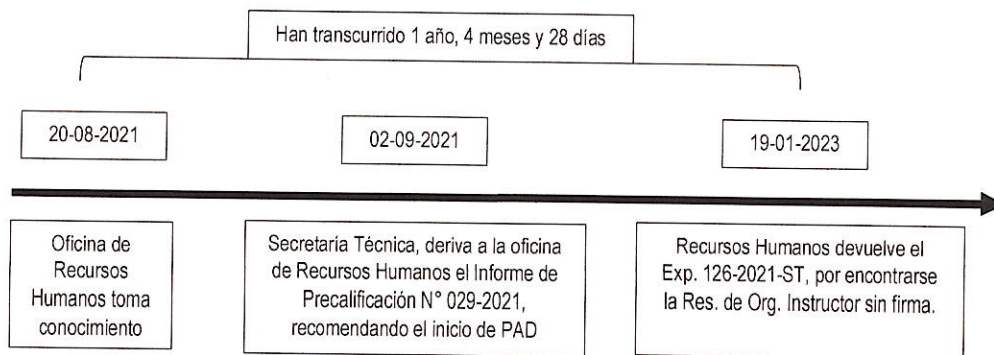 Han transcurrido 1 año, 4 meses y 28 días
20-08-2021
02-09-2021
19-01-2023
Oficina de
Recursos
Humanos toma
conocimiento
Secretaría Técnica, deriva a la oficina
de Recursos Humanos el Informe de
Precalificación N° 029-2021,
recomendando el inicio de PAD
Recursos Humanos devuelve el
Exp. 126-2021-ST, por encontrarse
la Res. de Org. Instructor sin firma.